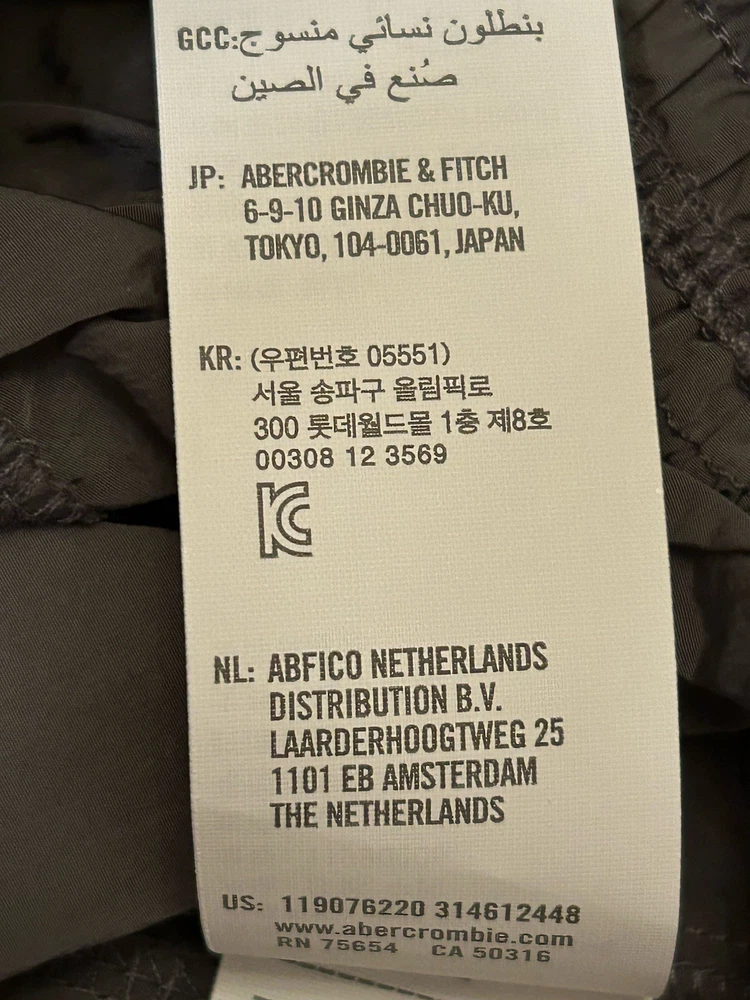 GCC: بنطلون نسائي منسوج
صُنع في الصين
JP: ABERCROMBIE & FITCH
6-9-10 GINZA CHUO-KU,
TOKYO, 104-0061, JAPAN
KR: (우편번호 05551)
서울 송파구 올림픽로
300 롯데월드몰 1층 제8호
00308 12 3569
KC
NL: ABFICO NETHERLANDS
DISTRIBUTION B.V.
LAARDERHOOGTWEG 25
1101 EB AMSTERDAM
THE NETHERLANDS
US: 119076220 314612448
www.abercrombie.com
RN 75654 CA 50316